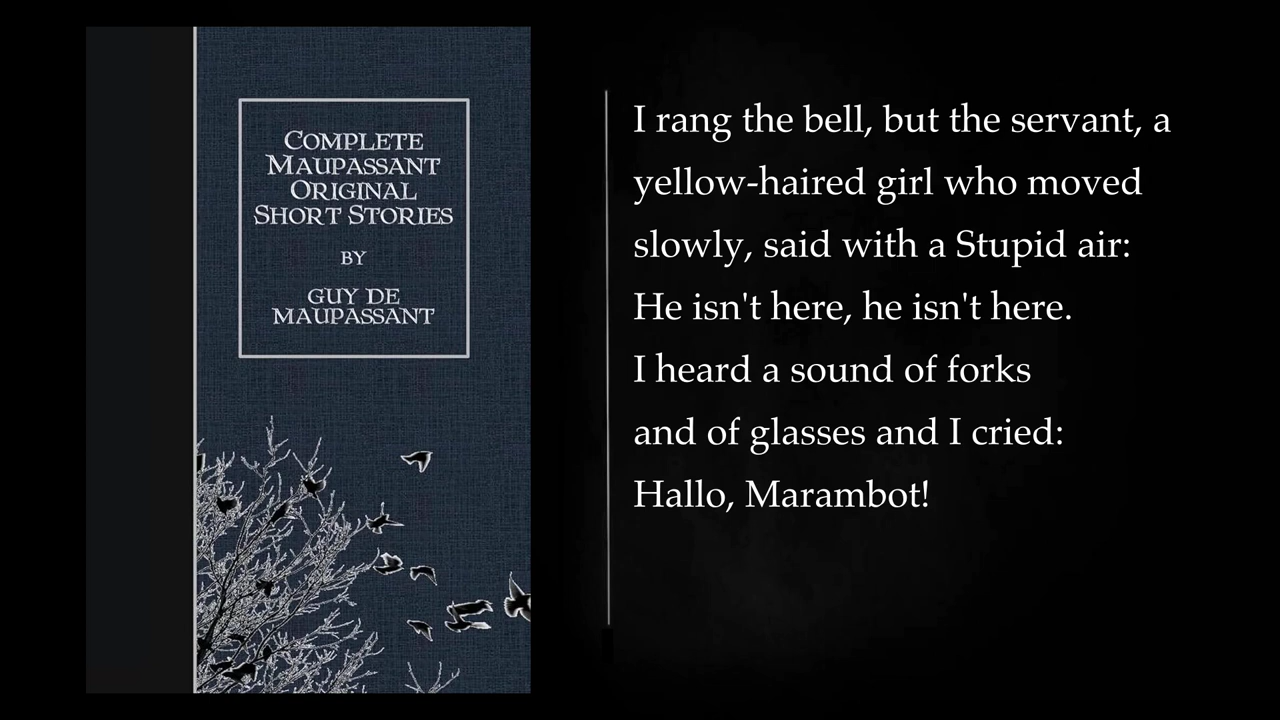 COMPLETE
MAUPASSANT
ORIGINAL
SHORT STORIES
BY
GUY DE
MAUPASSANT
I rang the bell, but the servant, a
yellow-haired girl who moved
slowly, said with a Stupid air:
He isn't here, he isn't here.
I heard a sound of forks
and of glasses and I cried:
Hallo, Marambot!